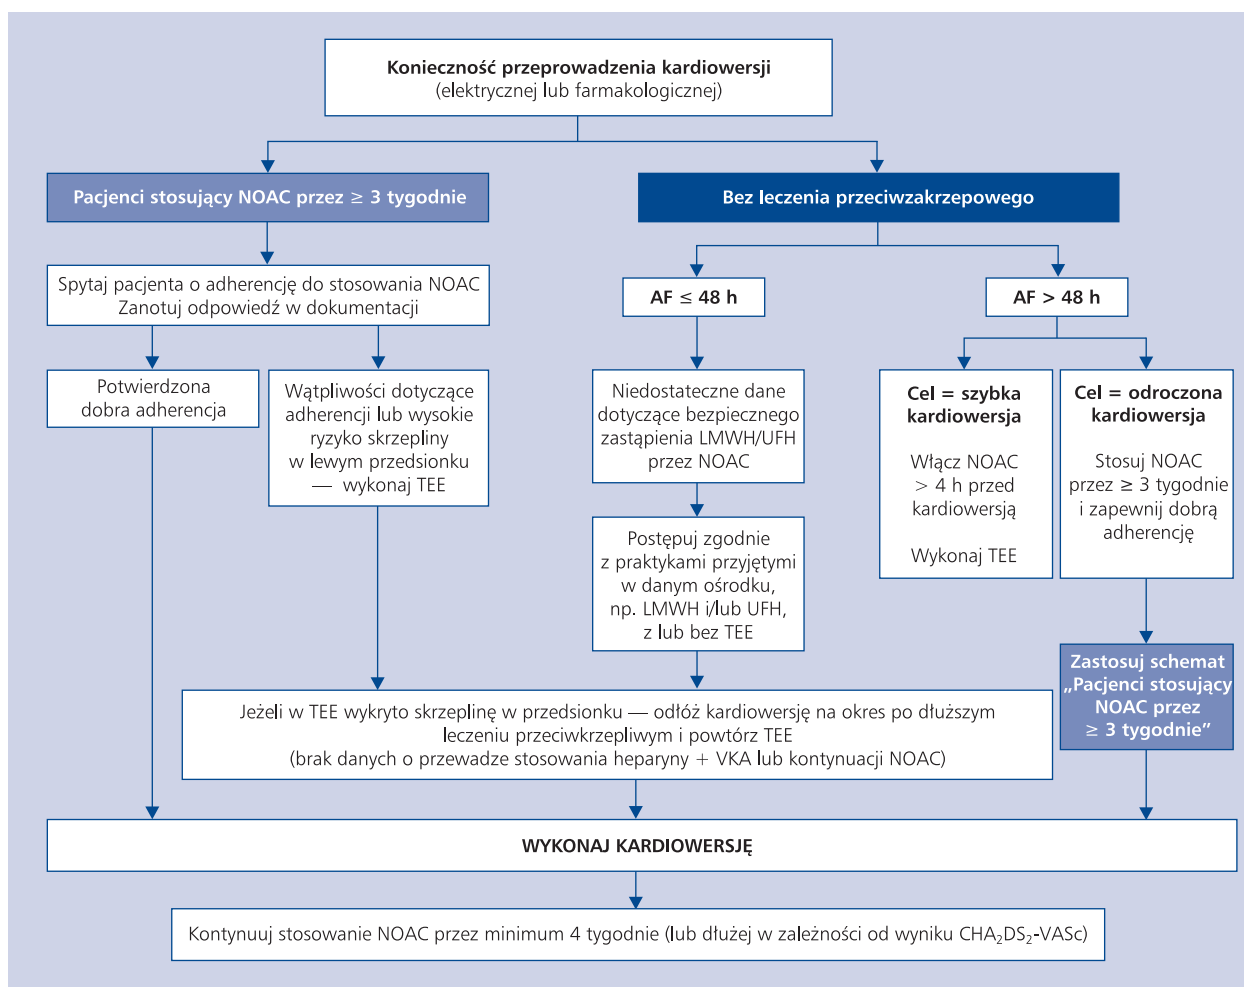 Konieczność przeprowadzenia kardiowersji
(elektrycznej lub farmakologicznej)
Pacjenci stosujący NOAC przez ≥ 3 tygodnie
Bez leczenia przeciwzakrzepowego
Spytaj pacjenta o adherencję do stosowania NOAC
Zanotuj odpowiedź w dokumentacji
AF ≤ 48 h
AF > 48 h
Potwierdzona
dobra adherencja
Wątpliwości dotyczące
adherencji lub wysokie
ryzyko skrzepliny
w lewym przedsionku
— wykonaj TEE
Niedostateczne dane
dotyczące bezpiecznego
zastąpienia LMWH/UFH
przez NOAC
Cel = szybka
kardiowersja
Włącz NOAC
> 4 h przed
kardiowersją
Wykonaj TEE
Cel = odroczona
kardiowersja
Stosuj NOAC
przez ≥ 3 tygodnie
i zapewnij dobrą
adherencję
Postępuj zgodnie
z praktykami przyjętymi
w danym ośrodku,
np. LMWH i/lub UFH,
z lub bez TEE
Zastosuj schemat
„Pacjenci stosujący
NOAC przez
≥ 3 tygodnie”
Jeżeli w TEE wykryto skrzeplinę w przedsionku — odłóż kardiowersję na okres po dłuższym
leczeniu przeciwkrzepliwym i powtórz TEE
(brak danych o przewadze stosowania heparyny + VKA lub kontynuacji NOAC)
WYKONAJ KARDIOWERSJĘ
Kontynuuj stosowanie NOAC przez minimum 4 tygodnie (lub dłużej w zależności od wyniku CHA₂DS₂-VASc)